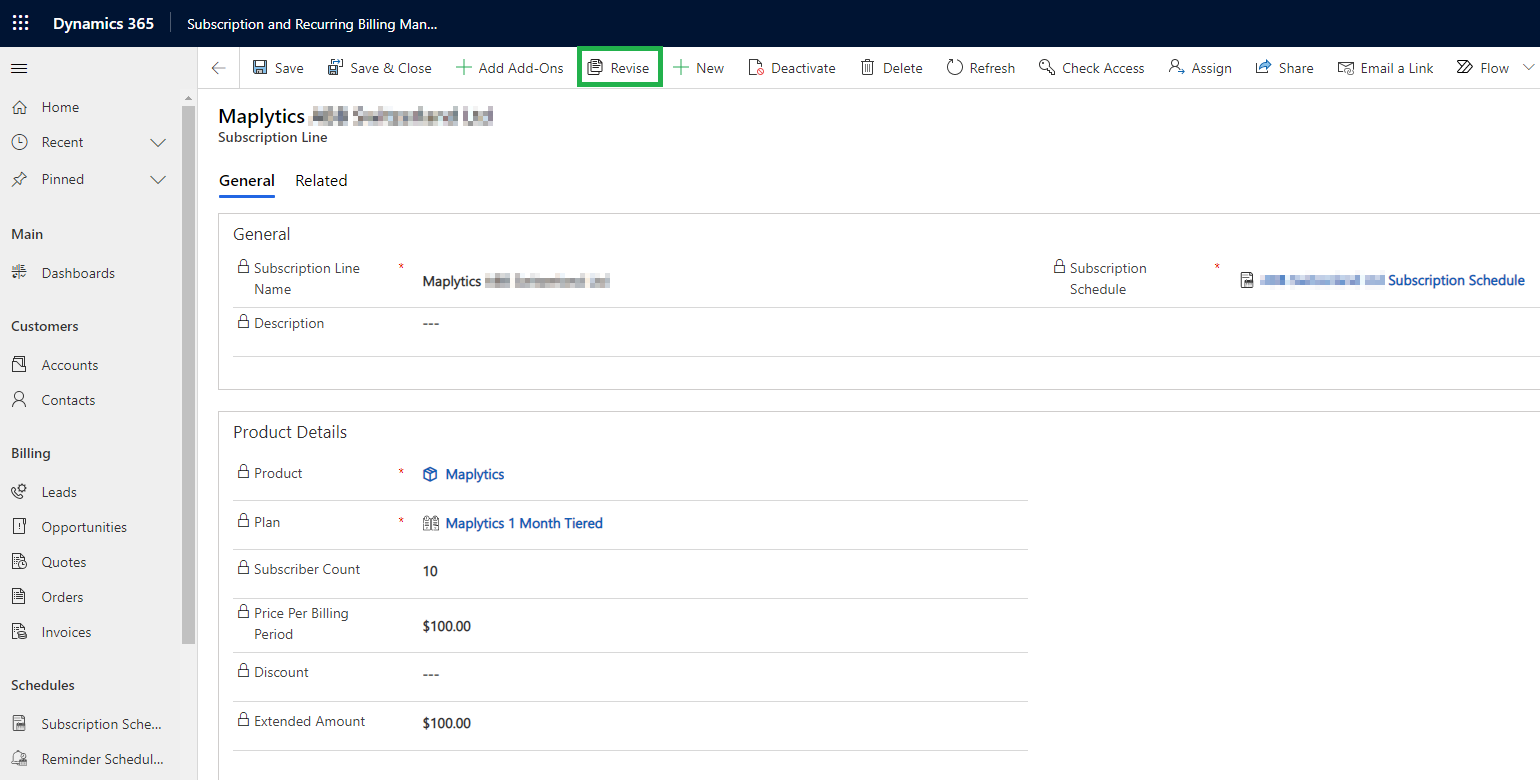 Dynamics 365
Subscription and Recurring Billing Man...
Save
Save & Close
Add Add-Ons
Revise
New
Deactivate
Delete
Refresh
Check Access
Assign
Share
Email a Link
Flow
Home
Recent
Pinned
Main
Dashboards
Customers
Accounts
Contacts
Billing
Leads
Opportunities
Quotes
Orders
Invoices
Schedules
Subscription Sche...
Reminder Schedul...
Maplytics
Subscription Line
General
Related
General
Subscription Line
Name
*
Maplytics
Subscription
Schedule
*
Subscription Schedule
Description
---
Product Details
Product
*
Maplytics
Plan
*
Maplytics 1 Month Tiered
Subscriber Count
10
Price Per Billing
Period
$100.00
Discount
---
Extended Amount
$100.00